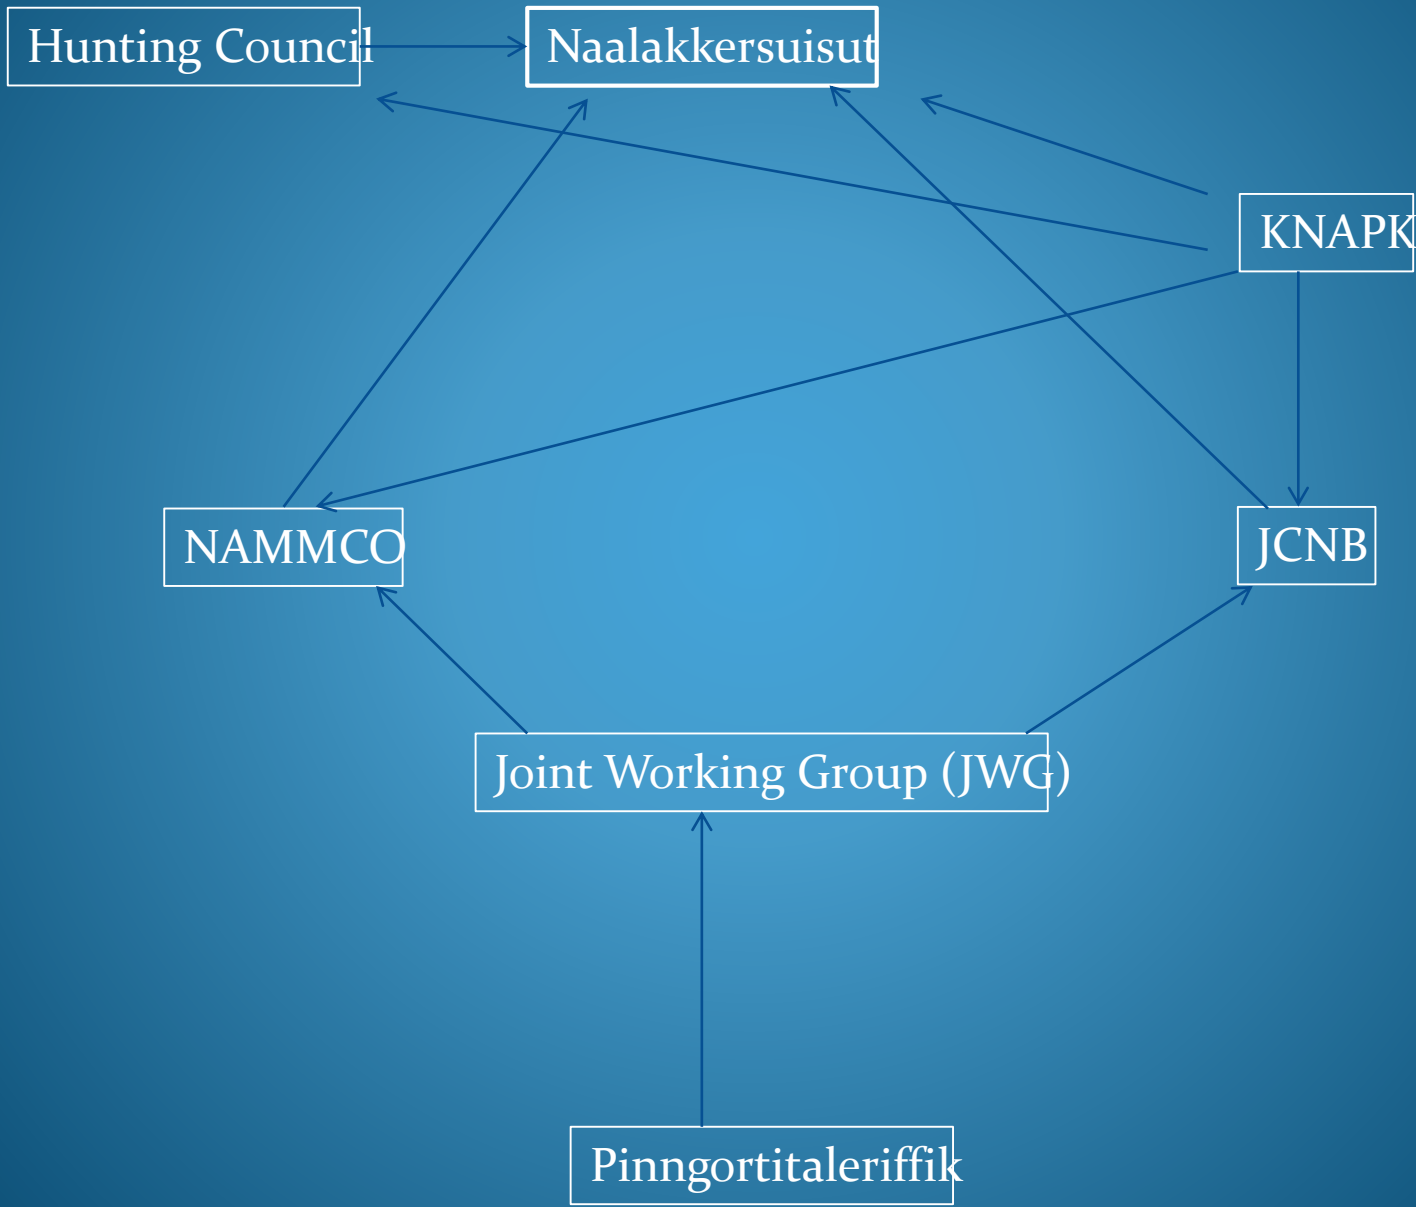 Hunting Council
Naalakkersuisut
KNAPK
NAMMCO
JCNB
Joint Working Group (JWG)
Pinngortitaleriffik